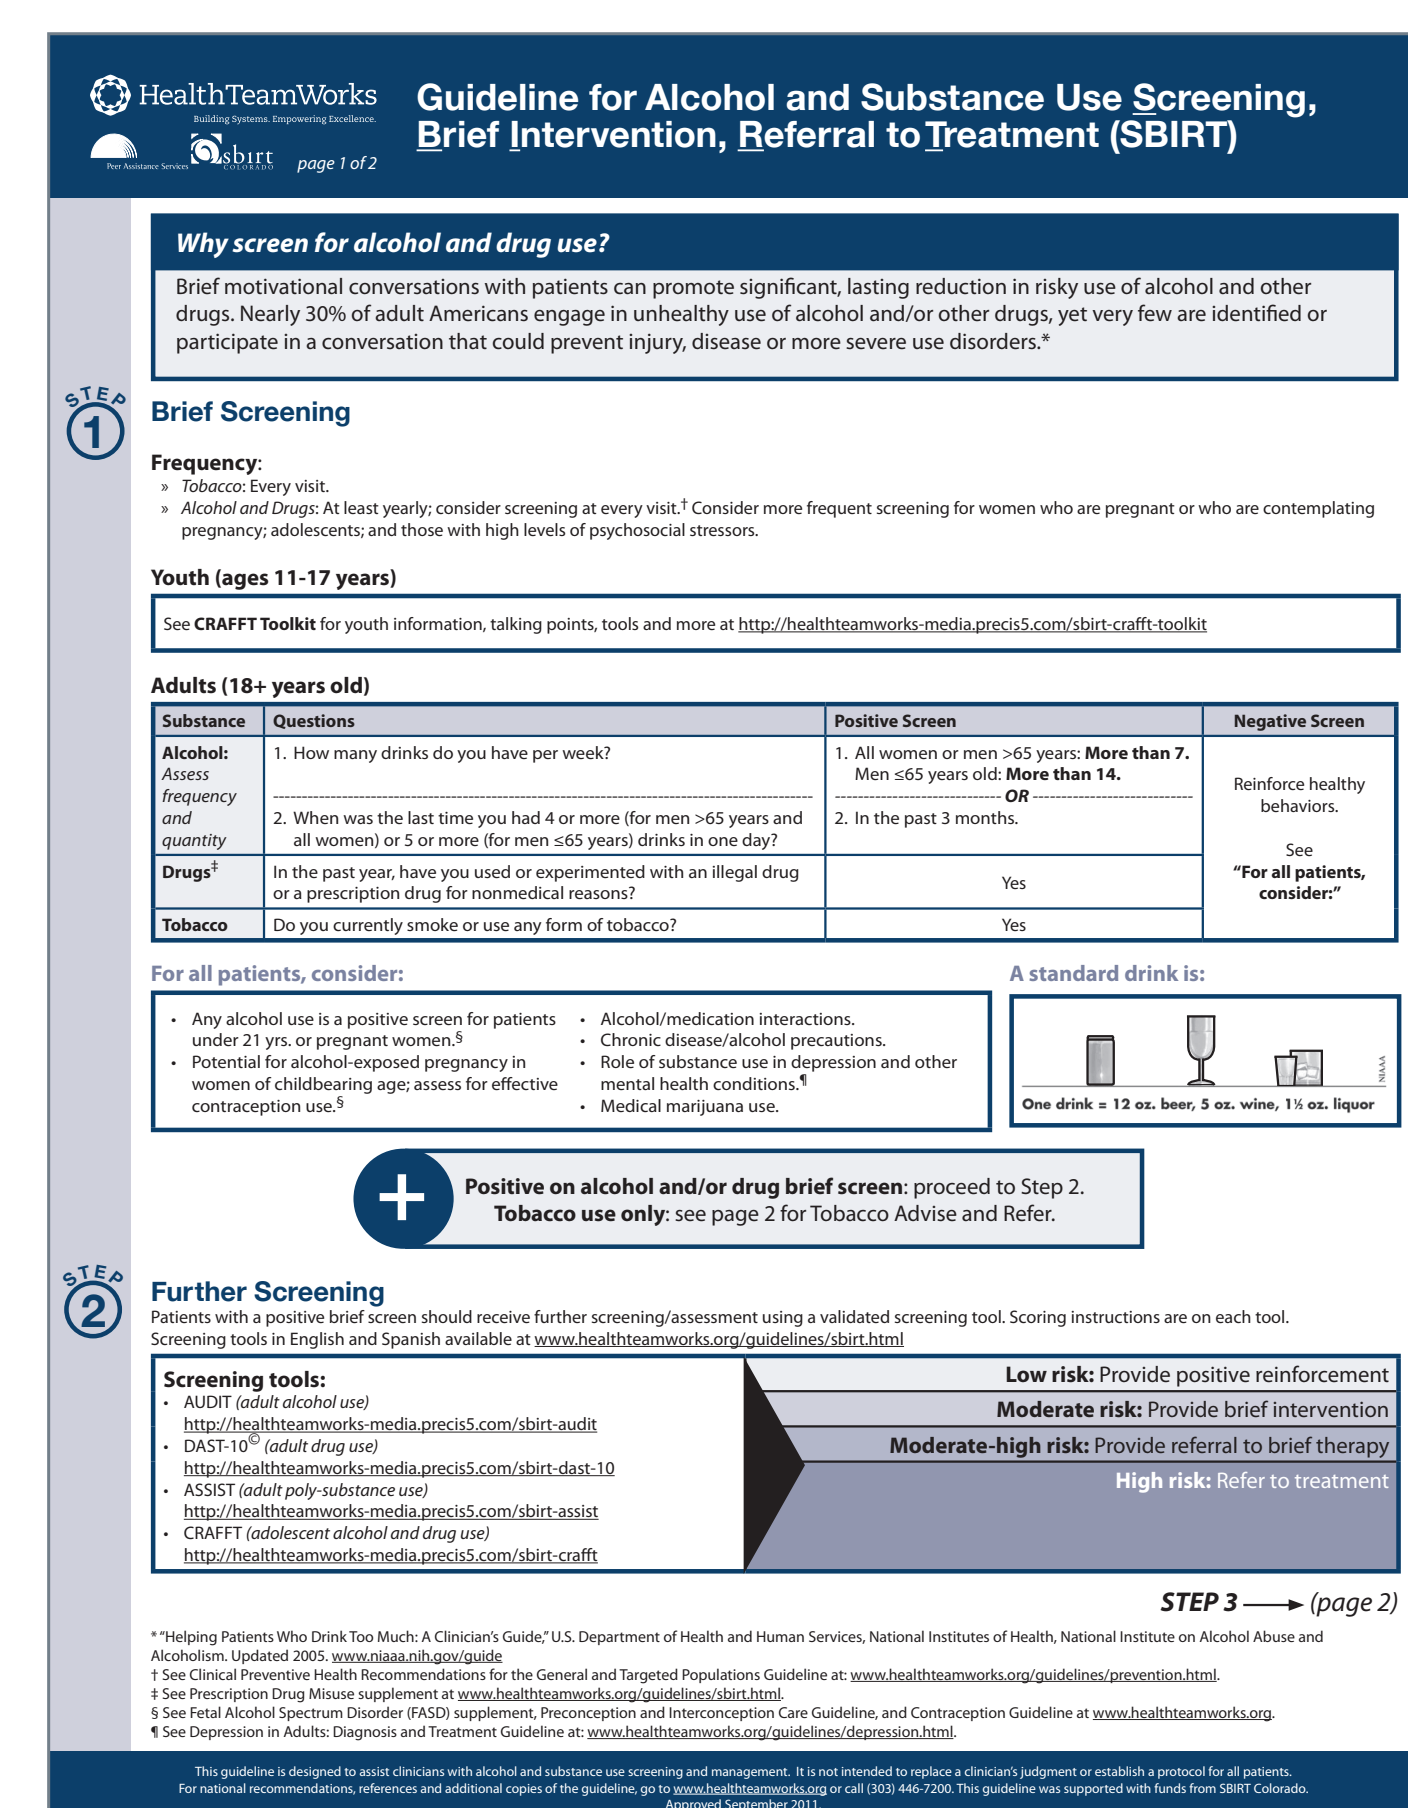 HealthTeamWorks
Building Systems. Empowering Excellence.
Peer Assistance Services
sbirt
COLORADO
page 1 of 2
Guideline for Alcohol and Substance Use Screening,
Brief Intervention, Referral to Treatment (SBIRT)
Why screen for alcohol and drug use?
Brief motivational conversations with patients can promote significant, lasting reduction in risky use of alcohol and other
drugs. Nearly 30% of adult Americans engage in unhealthy use of alcohol and/or other drugs, yet very few are identified or
participate in a conversation that could prevent injury, disease or more severe use disorders.*
STEP
1
Brief Screening
Frequency:
» Tobacco: Every visit.
» Alcohol and Drugs: At least yearly; consider screening at every visit.† Consider more frequent screening for women who are pregnant or who are contemplating
pregnancy; adolescents; and those with high levels of psychosocial stressors.
Youth (ages 11-17 years)
See CRAFFT Toolkit for youth information, talking points, tools and more at http://healthteamworks-media.precis5.com/sbirt-crafft-toolkit
Adults (18+ years old)
Substance Questions Positive Screen Negative Screen
Alcohol:
Assess
frequency
and
quantity
1. How many drinks do you have per week?
2. When was the last time you had 4 or more (for men >65 years and
all women) or 5 or more (for men ≤65 years) drinks in one day?
1. All women or men >65 years: More than 7.
Men ≤65 years old: More than 14.
OR
2. In the past 3 months.
Reinforce healthy
behaviors.
See
“For all patients,
consider:”
Drugs‡
In the past year, have you used or experimented with an illegal drug
or a prescription drug for nonmedical reasons?
Yes
Tobacco Do you currently smoke or use any form of tobacco? Yes
For all patients, consider:
• Any alcohol use is a positive screen for patients
under 21 yrs. or pregnant women.§
• Potential for alcohol-exposed pregnancy in
women of childbearing age; assess for effective
contraception use.§
• Alcohol/medication interactions.
• Chronic disease/alcohol precautions.
• Role of substance use in depression and other
mental health conditions.¶
• Medical marijuana use.
A standard drink is:
NIAAA
One drink = 12 oz. beer, 5 oz. wine, 1½ oz. liquor
+
Positive on alcohol and/or drug brief screen: proceed to Step 2.
Tobacco use only: see page 2 for Tobacco Advise and Refer.
STEP
2
Further Screening
Patients with a positive brief screen should receive further screening/assessment using a validated screening tool. Scoring instructions are on each tool.
Screening tools in English and Spanish available at www.healthteamworks.org/guidelines/sbirt.html
Screening tools:
• AUDIT (adult alcohol use)
http://healthteamworks-media.precis5.com/sbirt-audit
• DAST-10© (adult drug use)
http://healthteamworks-media.precis5.com/sbirt-dast-10
• ASSIST (adult poly-substance use)
http://healthteamworks-media.precis5.com/sbirt-assist
• CRAFFT (adolescent alcohol and drug use)
http://healthteamworks-media.precis5.com/sbirt-crafft
Low risk: Provide positive reinforcement
Moderate risk: Provide brief intervention
Moderate-high risk: Provide referral to brief therapy
High risk: Refer to treatment
STEP 3 → (page 2)
* “Helping Patients Who Drink Too Much: A Clinician’s Guide,” U.S. Department of Health and Human Services, National Institutes of Health, National Institute on Alcohol Abuse and
Alcoholism. Updated 2005. www.niaaa.nih.gov/guide
† See Clinical Preventive Health Recommendations for the General and Targeted Populations Guideline at: www.healthteamworks.org/guidelines/prevention.html.
‡ See Prescription Drug Misuse supplement at www.healthteamworks.org/guidelines/sbirt.html.
§ See Fetal Alcohol Spectrum Disorder (FASD) supplement, Preconception and Interconception Care Guideline, and Contraception Guideline at www.healthteamworks.org.
¶ See Depression in Adults: Diagnosis and Treatment Guideline at: www.healthteamworks.org/guidelines/depression.html.
This guideline is designed to assist clinicians with alcohol and substance use screening and management. It is not intended to replace a clinician’s judgment or establish a protocol for all patients.
For national recommendations, references and additional copies of the guideline, go to www.healthteamworks.org or call (303) 446-7200. This guideline was supported with funds from SBIRT Colorado.
Approved September 2011.